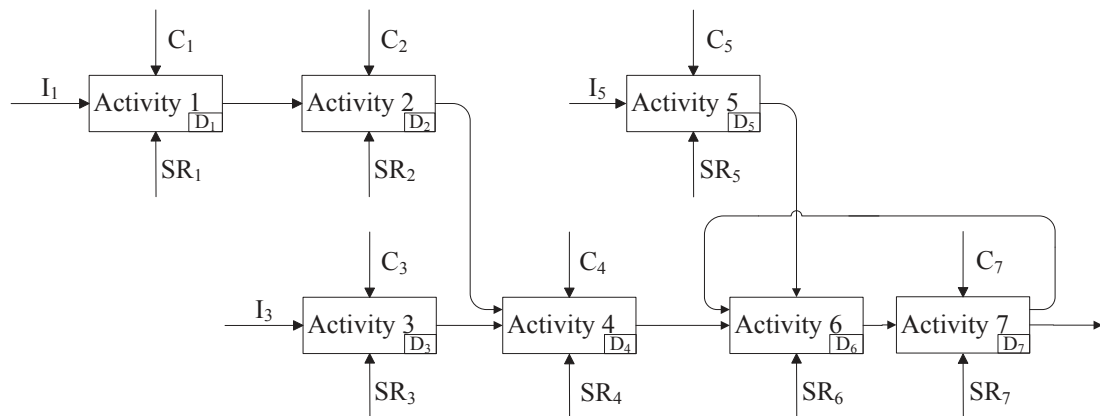 C₁
C₂
C₅
I₁
Activity 1
D₁
Activity 2
D₂
I₅
Activity 5
D₅
SR₁
SR₂
SR₅
C₃
C₄
C₇
I₃
Activity 3
D₃
Activity 4
D₄
Activity 6
D₆
Activity 7
D₇
SR₃
SR₄
SR₆
SR₇